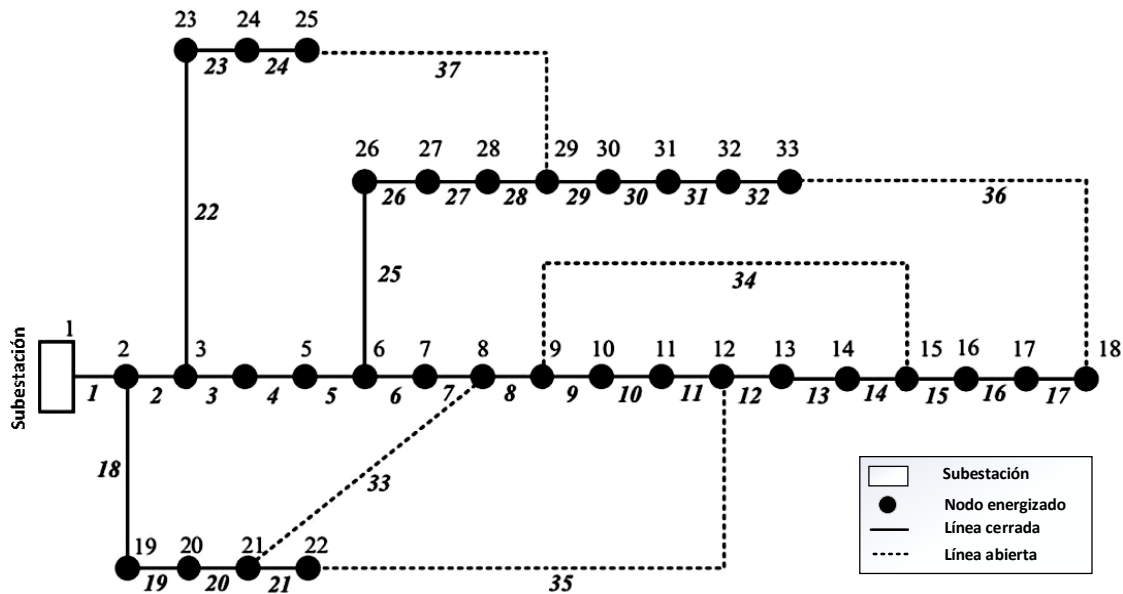 23 24 25
23 24
37
26 27 28 29 30 31 32 33
26 27 28 29 30 31 32
36
22
25
34
Subestación
1 2 3 5 6 7 8 9 10 11 12 13 14 15 16 17 18
1 2 3 4 5 6 7 8 9 10 11 12 13 14 15 16 17
18
33
19 20 21 22
19 20 21
35
Subestación
Nodo energizado
Línea cerrada
Línea abierta